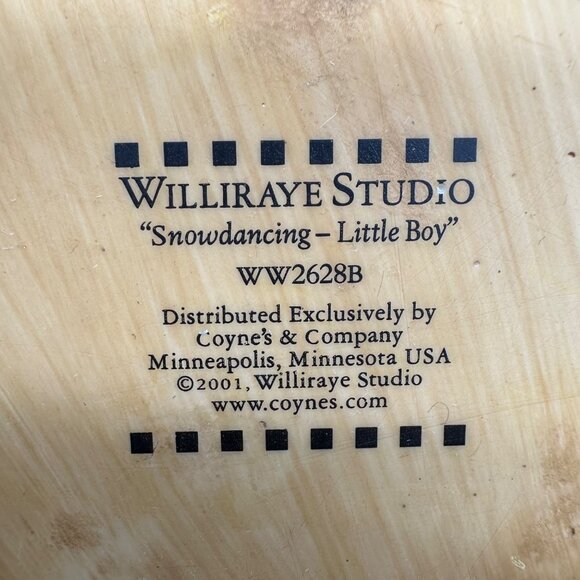 WILLIRAYE STUDIO
“Snowdancing – Little Boy”
WW2628B
Distributed Exclusively by
Coyne's & Company
Minneapolis, Minnesota USA
©2001, Williraye Studio
www.coynes.com